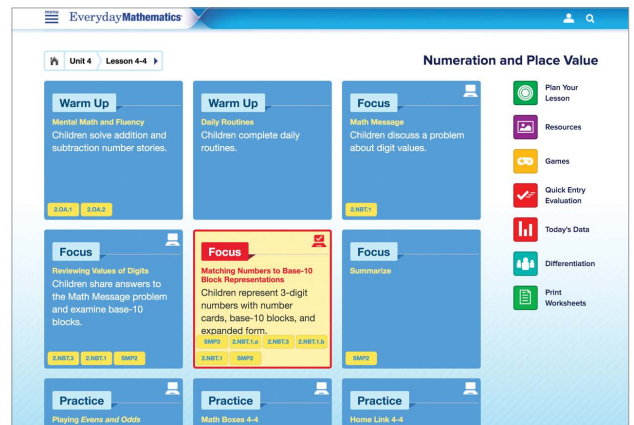 menu
EverydayMathematics
Unit 4
Lesson 4-4
Numeration and Place Value
Warm Up
Mental Math and Fluency
Children solve addition and
subtraction number stories.
2.OA.1
2.OA.2
Warm Up
Daily Routines
Children complete daily
routines.
Focus
Math Message
Children discuss a problem
about digit values.
2.NBT.1
Focus
Reviewing Values of Digits
Children share answers to
the Math Message problem
and examine base-10
blocks.
2.NBT.3
2.NBT.1
SMP2
Focus
Matching Numbers to Base-10
Block Representations
Children represent 3-digit
numbers with number
cards, base-10 blocks, and
expanded form.
SMP3
2.NBT.1.a
2.NBT.3
2.NBT.1.b
2.NBT.1
SMP2
Focus
Summarize
SMP2
Practice
Playing Evens and Odds
Practice
Math Boxes 4-4
Practice
Home Link 4-4
Plan Your
Lesson
Resources
Games
Quick Entry
Evaluation
Today's Data
Differentiation
Print
Worksheets